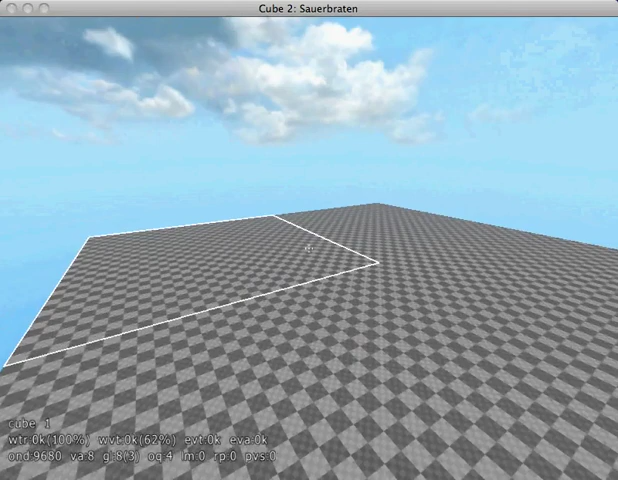 Cube 2: Sauerbraten
cube 1
wtr:0k(100%) wvt:0k(62%) evt:0k eva:0k
ond:9680 va:8 gl:8(3) oq:4 lm:0 rp:0 pvs:0